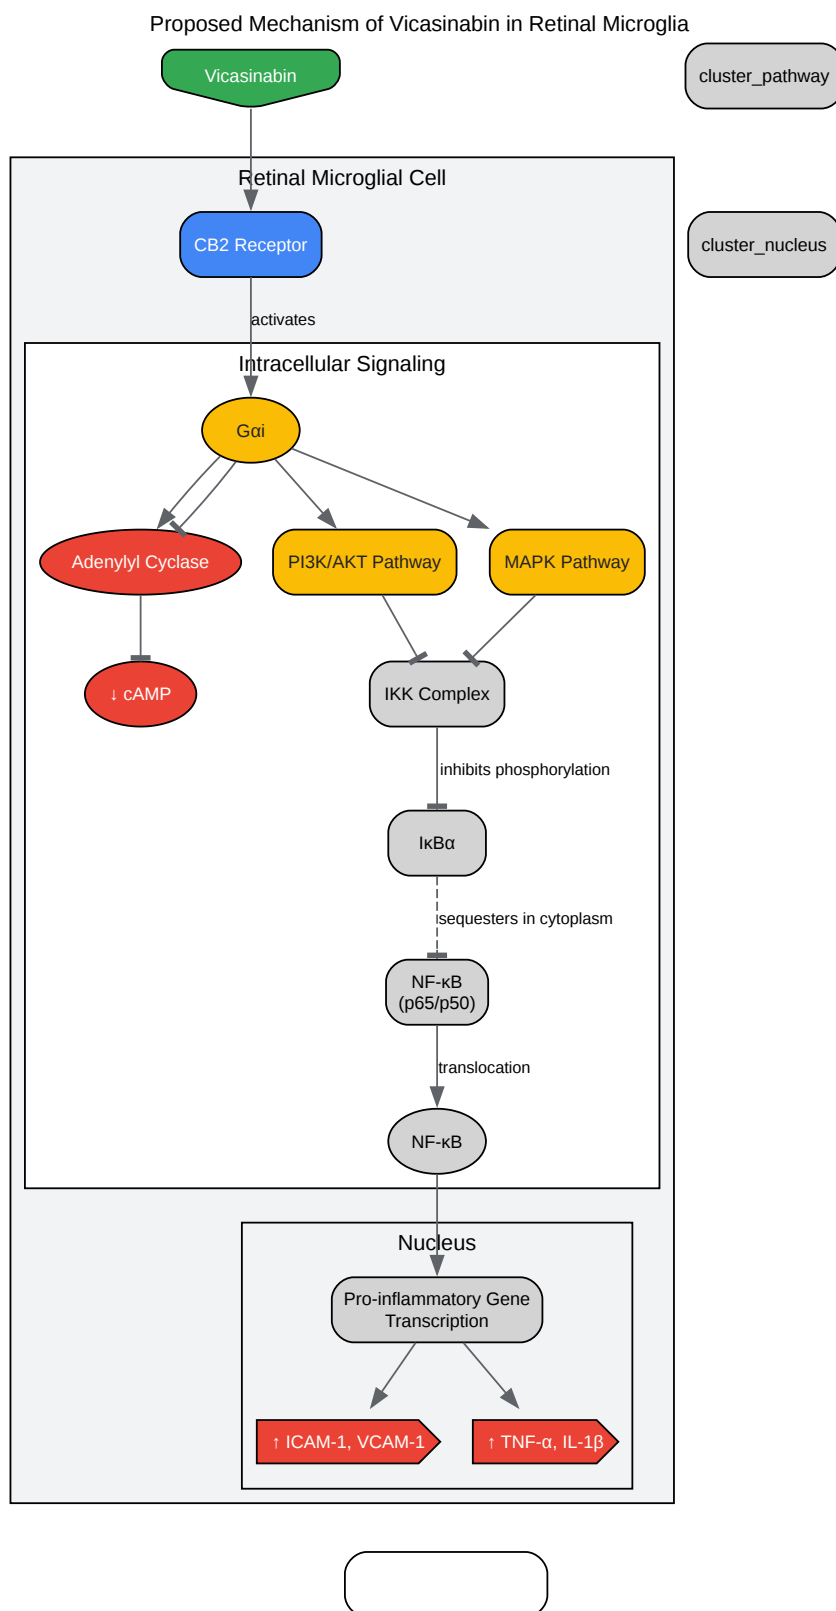 Proposed Mechanism of Vicasinabin in Retinal Microglia
Vicasinabin
cluster_pathway
Retinal Microglial Cell
CB2 Receptor
cluster_nucleus
activates
Intracellular Signaling
Gαi
Adenylyl Cyclase
PI3K/AKT Pathway
MAPK Pathway
↓ cAMP
IKK Complex
inhibits phosphorylation
IκBα
sequesters in cytoplasm
NF-κB
(p65/p50)
translocation
NF-κB
Nucleus
Pro-inflammatory Gene
Transcription
↑ ICAM-1, VCAM-1
↑ TNF-α, IL-1β